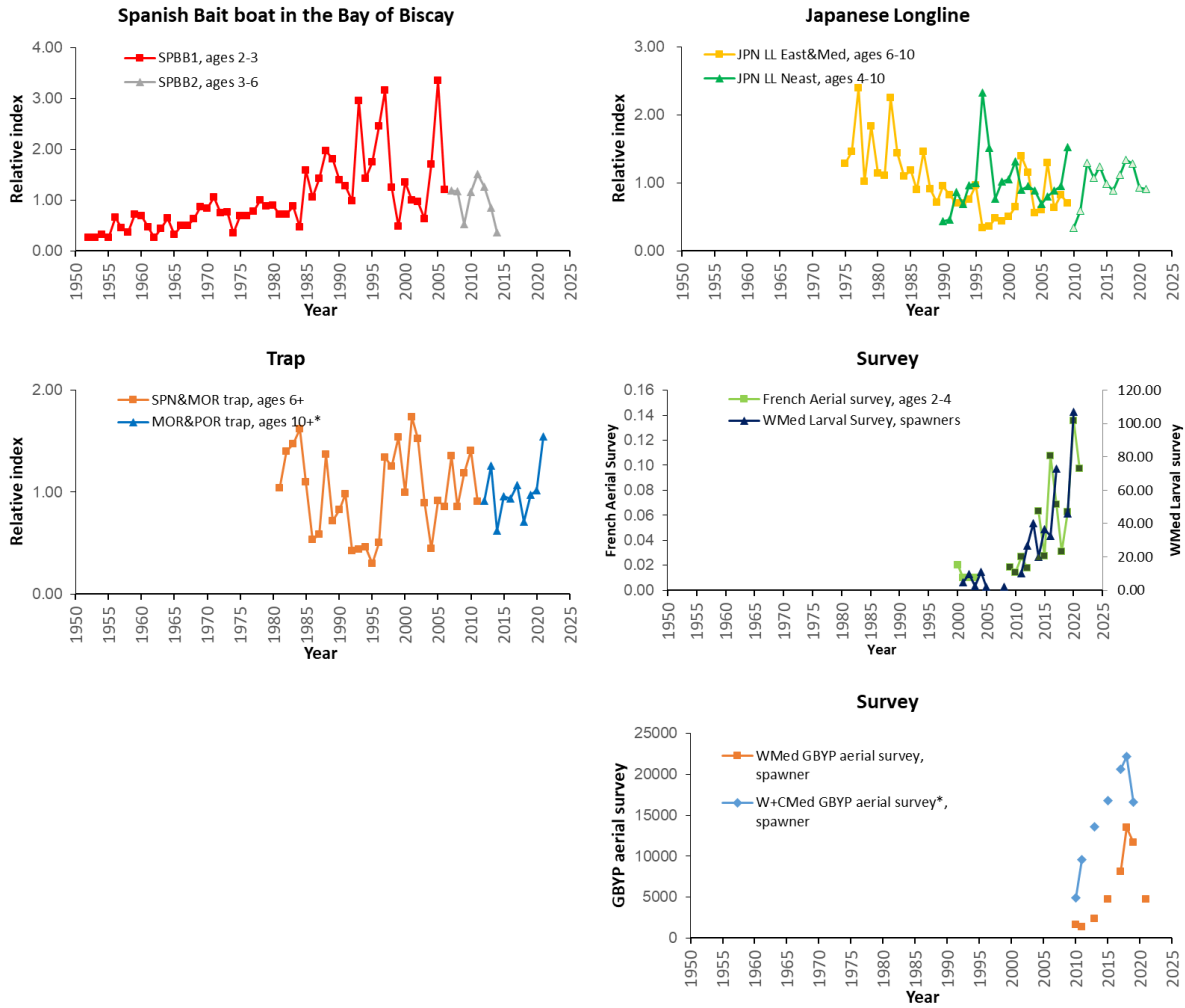 Spanish Bait boat in the Bay of Biscay
4.00
3.00
2.00
1.00
0.00
Relative index
SPBB1, ages 2-3
SPBB2, ages 3-6
1950 1955 1960 1965 1970 1975 1980 1985 1990 1995 2000 2005 2010 2015 2020 2025
Year
Japanese Longline
3.00
2.00
1.00
0.00
Relative index
JPN LL East&Med, ages 6-10
JPN LL Neast, ages 4-10
1950 1955 1960 1965 1970 1975 1980 1985 1990 1995 2000 2005 2010 2015 2020 2025
Year
Trap
2.00
1.00
0.00
Relative index
SPN&MOR trap, ages 6+
MOR&POR trap, ages 10+*
1950 1955 1960 1965 1970 1975 1980 1985 1990 1995 2000 2005 2010 2015 2020 2025
Year
Survey
0.16
0.14
0.12
0.10
0.08
0.06
0.04
0.02
0.00
French Aerial Survey
French Aerial survey, ages 2-4
WMed Larval Survey, spawners
120.00
100.00
80.00
60.00
40.00
20.00
0.00
WMed Larval survey
1950 1955 1960 1965 1970 1975 1980 1985 1990 1995 2000 2005 2010 2015 2020 2025
Year
Survey
25000
20000
15000
10000
5000
0
GBYP aerial survey
WMed GBYP aerial survey,
spawner
W+CMed GBYP aerial survey*,
spawner
1950 1955 1960 1965 1970 1975 1980 1985 1990 1995 2000 2005 2010 2015 2020 2025
Year